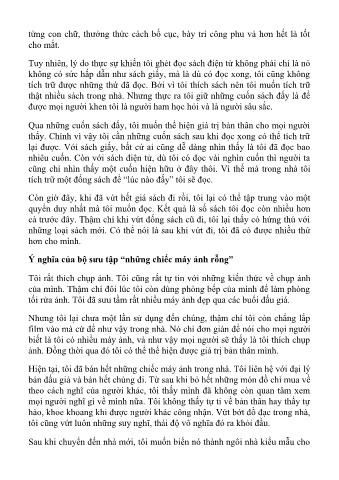 từng con chữ, thưởng thức cách bố cục, bày trí công phu và hơn hết là tốt
cho mắt.
Tuy nhiên, lý do thực sự khiến tôi ghét đọc sách điện tử không phải chỉ là nó
không có sức hấp dẫn như sách giấy, mà là dù có đọc xong, tôi cũng không
tích trữ được những thứ đã đọc. Bởi vì tôi thích sách nên tôi muốn tích trữ
thật nhiều sách trong nhà. Nhưng thực ra tôi giữ những cuốn sách đấy là để
được mọi người khen tôi là người ham học hỏi và là người sâu sắc.
Qua những cuốn sách đấy, tôi muốn thể hiện giá trị bản thân cho mọi người
thấy. Chính vì vậy tôi cần những cuốn sách sau khi đọc xong có thể tích trữ
lại được. Với sách giấy, bất cứ ai cũng dễ dàng nhìn thấy là tôi đã đọc bao
nhiêu cuốn. Còn với sách điện tử, dù tôi có đọc vài nghìn cuốn thì người ta
cũng chỉ nhìn thấy một cuốn hiện hữu ở đây thôi. Vì thế mà trong nhà tôi
tích trữ một đống sách để “lúc nào đấy” tôi sẽ đọc.
Còn giờ đây, khi đã vứt hết giá sách đi rồi, tôi lại có thể tập trung vào một
quyển duy nhất mà tôi muốn đọc. Kết quả là số sách tôi đọc còn nhiều hơn
cả trước đây. Thậm chí khi vứt đống sách cũ đi, tôi lại thấy có hứng thú với
những loại sách mới. Có thể nói là sau khi vứt đi, tôi đã có được nhiều thứ
hơn cho mình.
Ý nghĩa của bộ sưu tập “những chiếc máy ảnh rỗng”
Tôi rất thích chụp ảnh. Tôi cũng rất tự tin với những kiến thức về chụp ảnh
của mình. Thậm chí đôi lúc tôi còn dùng phòng bếp của mình để làm phòng
tối rửa ảnh. Tôi đã sưu tầm rất nhiều máy ảnh đẹp qua các buổi đấu giá.
Nhưng tôi lại chưa một lần sử dụng đến chúng, thậm chí tôi còn chẳng lắp
film vào mà cứ để như vậy trong nhà. Nó chỉ đơn giản để nói cho mọi người
biết là tôi có nhiều máy ảnh, và như vậy mọi người sẽ thấy là tôi thích chụp
ảnh. Đồng thời qua đó tôi có thể thể hiện được giá trị bản thân mình.
Hiện tại, tôi đã bán hết những chiếc máy ảnh trong nhà. Tôi liên hệ với đại lý
bán đấu giá và bán hết chúng đi. Từ sau khi bỏ hết những món đồ chỉ mua về
theo cách nghĩ của người khác, tôi thấy mình đã không còn quan tâm xem
mọi người nghĩ gì về mình nữa. Tôi không thấy tự ti về bản thân hay thấy tự
hào, khoe khoang khi được người khác công nhận. Vứt bớt đồ đạc trong nhà,
tôi cũng vứt luôn những suy nghĩ, thái độ vô nghĩa đó ra khỏi đầu.
Sau khi chuyển đến nhà mới, tôi muốn biến nó thành ngôi nhà kiểu mẫu cho